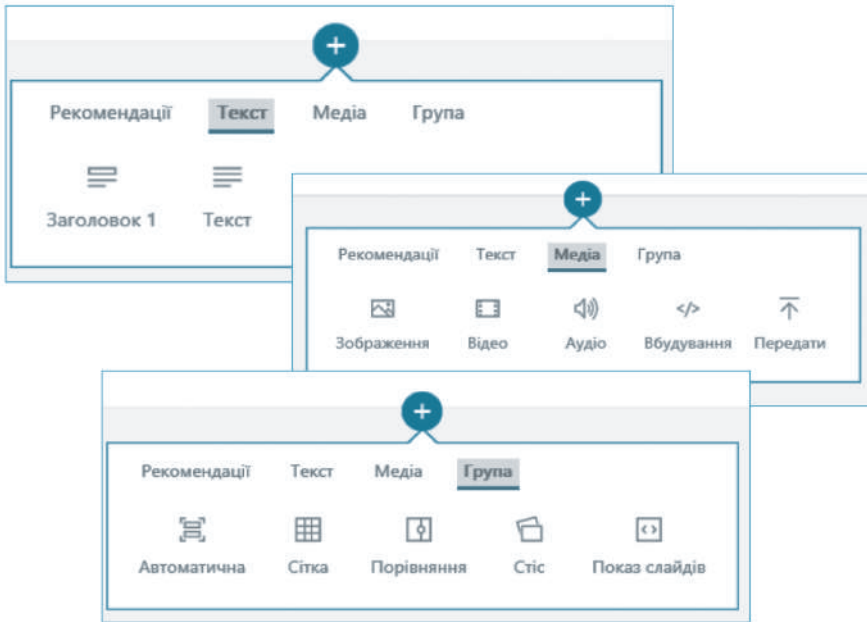 Рекомендації Текст Медіа Група
Заголовок 1 Текст
Рекомендації Текст Медіа Група
Зображення Відео Аудіо Вбудування Передати
Рекомендації Текст Медіа Група
Автоматична Сітка Порівняння Стіс Показ слайдів